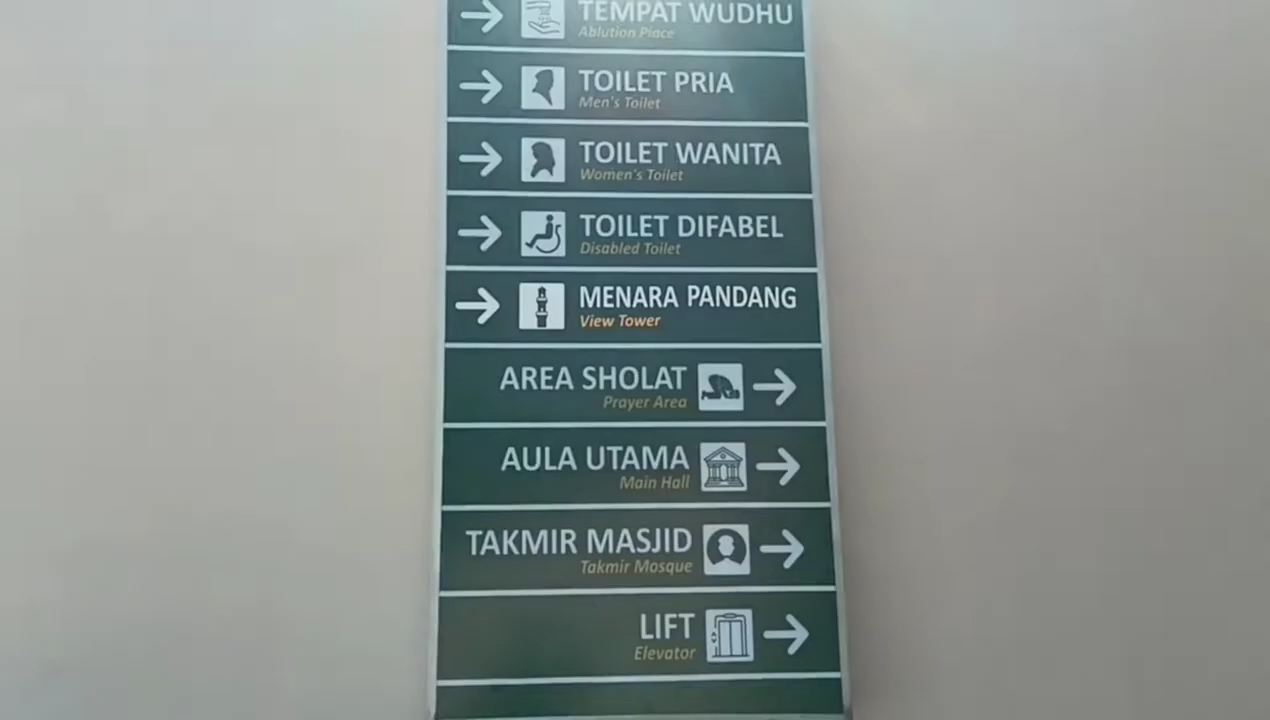 TEMPAT WUDHU
Ablution Place
TOILET PRIA
Men's Toilet
TOILET WANITA
Women's Toilet
TOILET DIFABEL
Disabled Toilet
MENARA PANDANG
View Tower
AREA SHOLAT
Prayer Area
AULA UTAMA
Main Hall
TAKMIR MASJID
Takmir Mosque
LIFT
Elevator